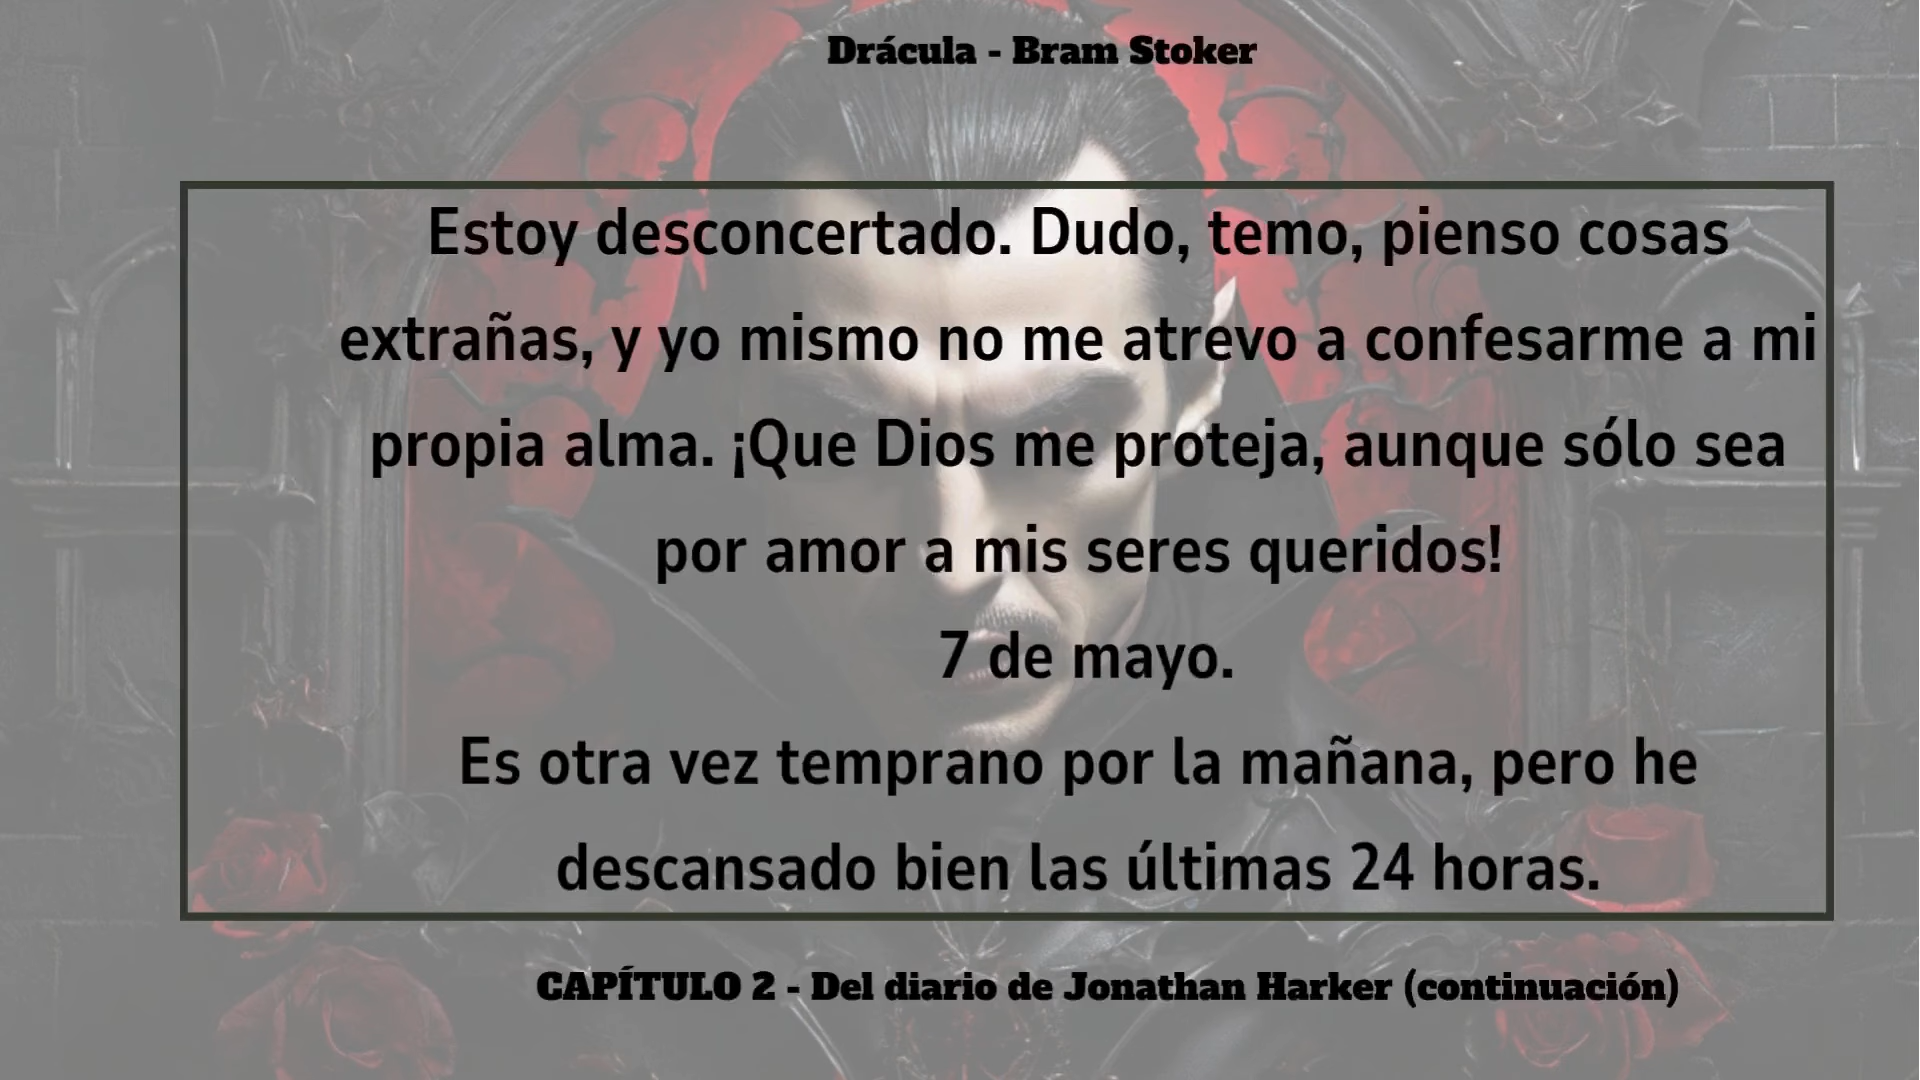 Drácula - Bram Stoker
Estoy desconcertado. Dudo, temo, pienso cosas
extrañas, y yo mismo no me atrevo a confesarme a mi
propia alma. ¡Que Dios me proteja, aunque sólo sea
por amor a mis seres queridos!
7 de mayo.
Es otra vez temprano por la mañana, pero he
descansado bien las últimas 24 horas.
CAPÍTULO 2 - Del diario de Jonathan Harker (continuación)